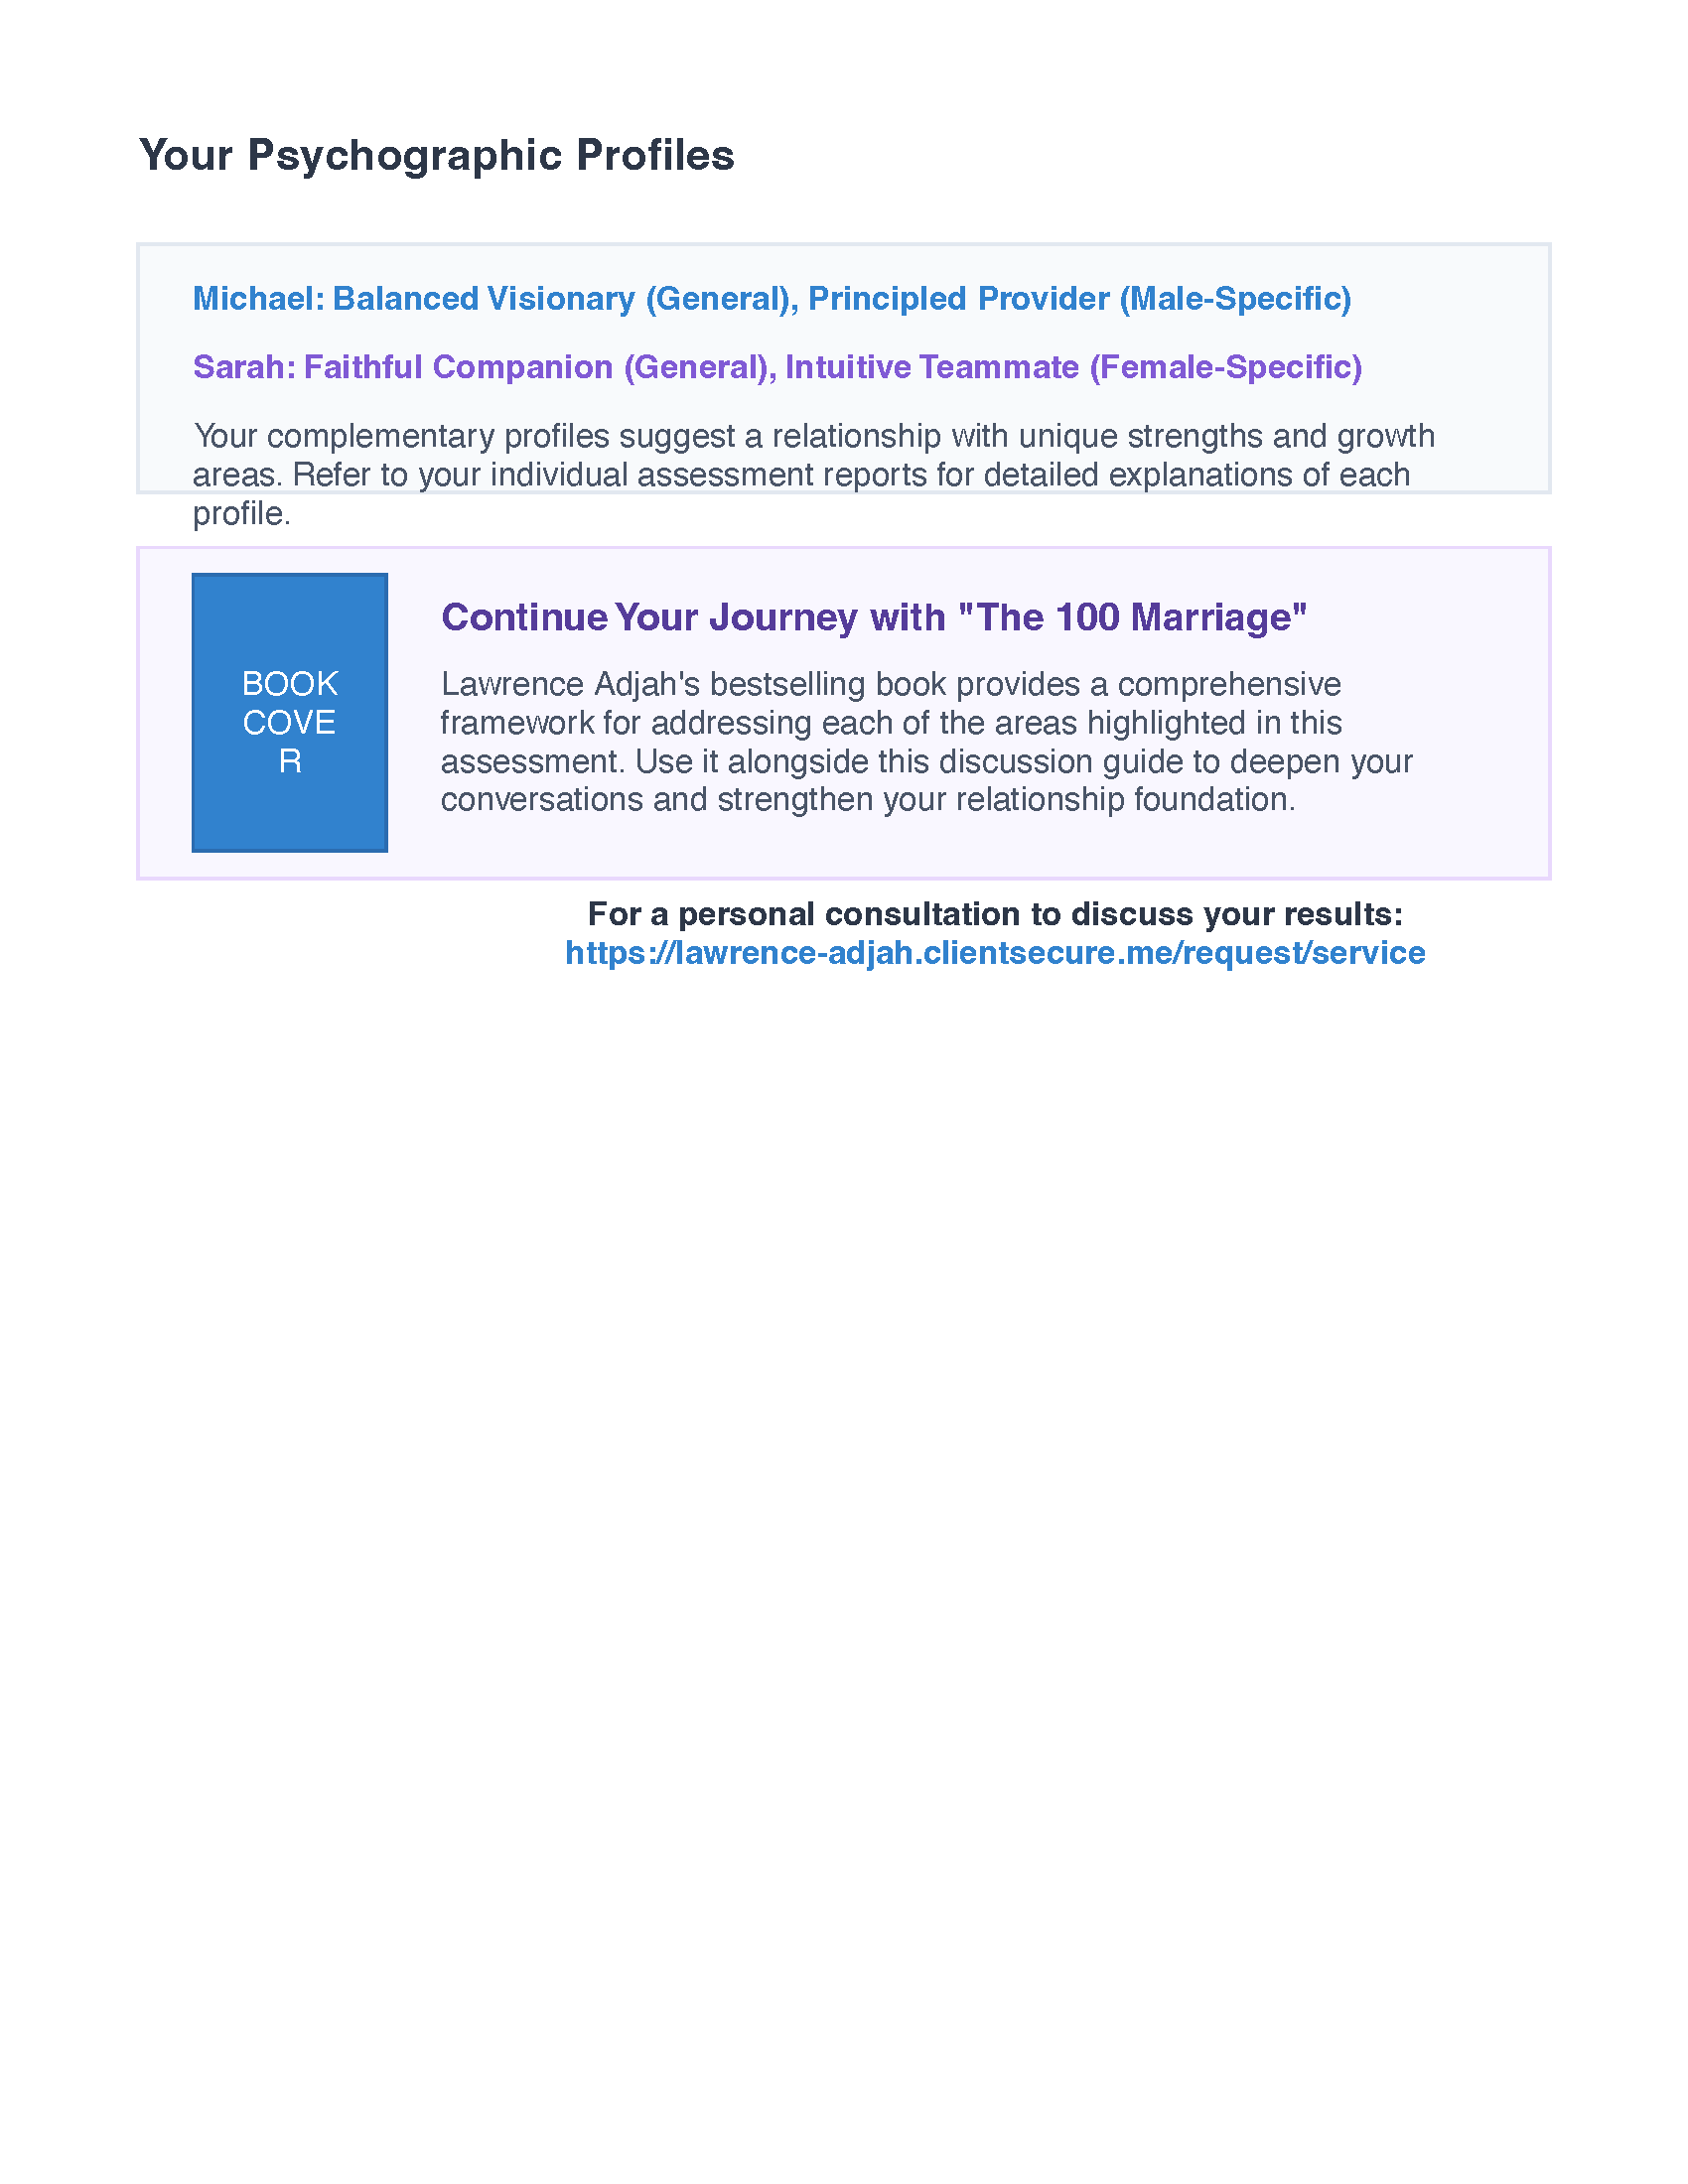 Your Psychographic Profiles
Michael: Balanced Visionary (General), Principled Provider (Male-Specific)
Sarah: Faithful Companion (General), Intuitive Teammate (Female-Specific)
Your complementary profiles suggest a relationship with unique strengths and growth
areas. Refer to your individual assessment reports for detailed explanations of each
profile.
BOOK
COVE
R
Continue Your Journey with "The 100 Marriage"
Lawrence Adjah's bestselling book provides a comprehensive
framework for addressing each of the areas highlighted in this
assessment. Use it alongside this discussion guide to deepen your
conversations and strengthen your relationship foundation.
For a personal consultation to discuss your results:
https://lawrence-adjah.clientsecure.me/request/service